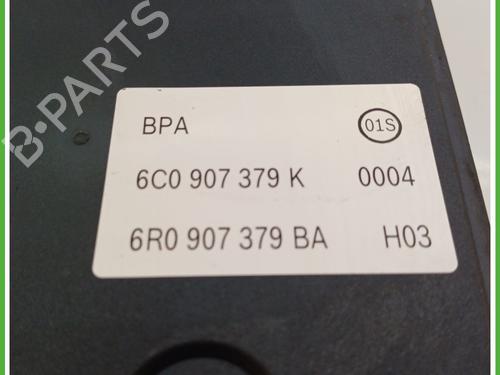 B-PARTS
BPA 01S
6C0 907 379 K 0004
6R0 907 379 BA H03